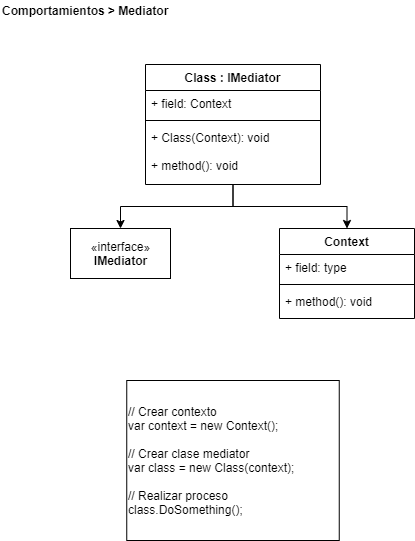 Comportamientos > Mediator
Class : IMediator
+ field: Context
+ Class(Context): void
+ method(): void
«interface»
IMediator
Context
+ field: type
+ method(): void
// Crear contexto
var context = new Context();
// Crear clase mediator
var class = new Class(context);
// Realizar proceso
class.DoSomething();